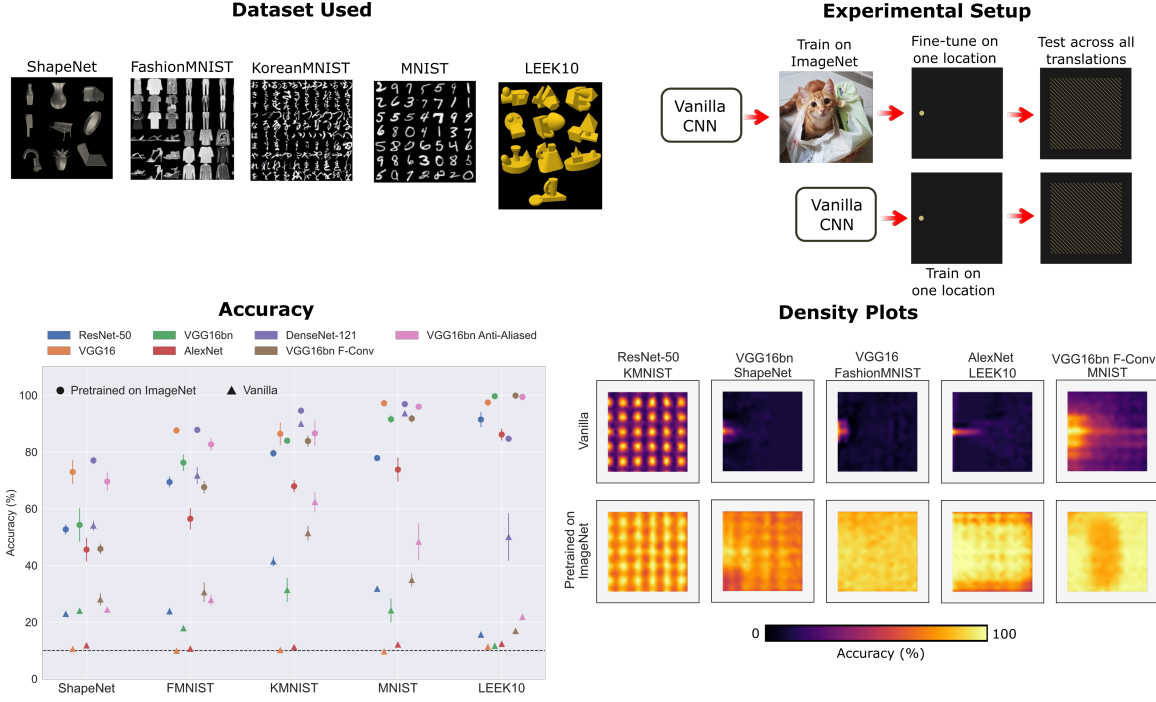 Dataset Used
ShapeNet
FashionMNIST
KoreanMNIST
MNIST
LEEK10
Experimental Setup
Train on
ImageNet
Fine-tune on
one location
Test across all
translations
Vanilla
CNN
Vanilla
CNN
Train on
one location
Accuracy
ResNet-50
VGG16bn
DenseNet-121
VGG16bn Anti-Aliased
VGG16
AlexNet
VGG16bn F-Conv
Pretrained on ImageNet
Vanilla
Accuracy (%)
100
80
60
40
20
0
ShapeNet
FMNIST
KMNIST
MNIST
LEEK10
Density Plots
ResNet-50
KMNIST
VGG16bn
ShapeNet
VGG16
FashionMNIST
AlexNet
LEEK10
VGG16bn F-Conv
MNIST
Vanilla
Pretrained on
ImageNet
0
100
Accuracy (%)